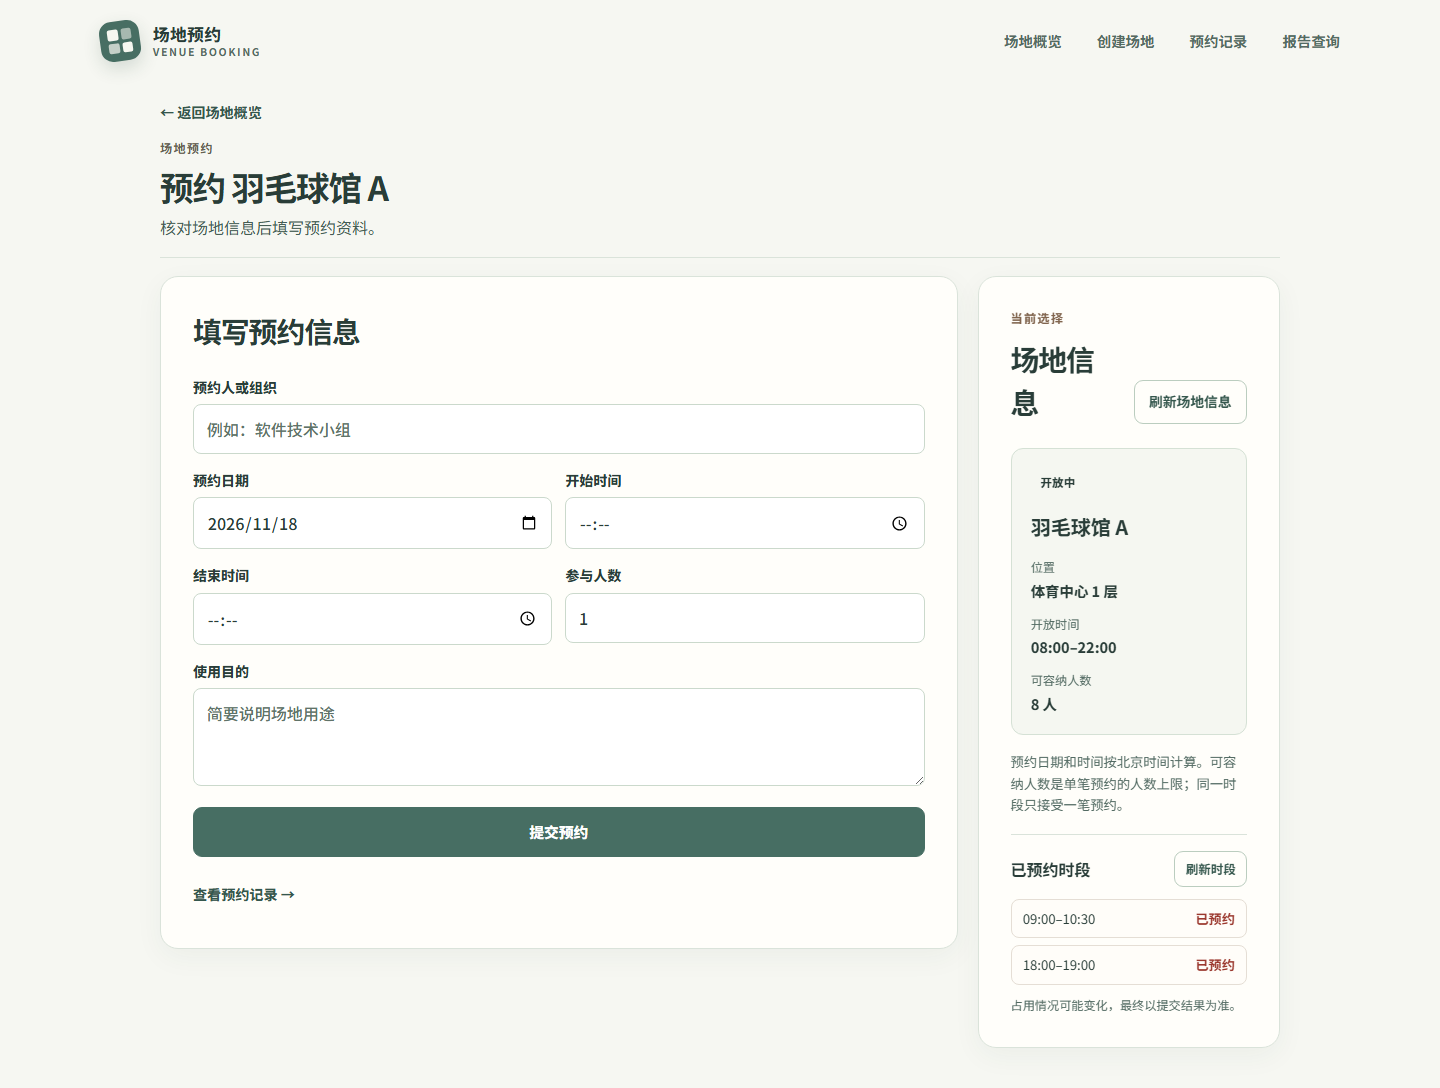 场地预约
VENUE BOOKING
场地概览
创建场地
预约记录
报告查询
← 返回场地概览
场地预约
预约 羽毛球馆 A
核对场地信息后填写预约资料。
填写预约信息
预约人或组织
例如：软件技术小组
预约日期
开始时间
2026/11/18
--:--
结束时间
参与人数
--:--
1
使用目的
简要说明场地用途
提交预约
查看预约记录 →
当前选择
场地信
息
刷新场地信息
开放中
羽毛球馆 A
位置
体育中心 1 层
开放时间
08:00–22:00
可容纳人数
8 人
预约日期和时间按北京时间计算。可容
纳人数是单笔预约的人数上限；同一时
段只接受一笔预约。
已预约时段
刷新时段
09:00–10:30
已预约
18:00–19:00
已预约
占用情况可能变化，最终以提交结果为准。